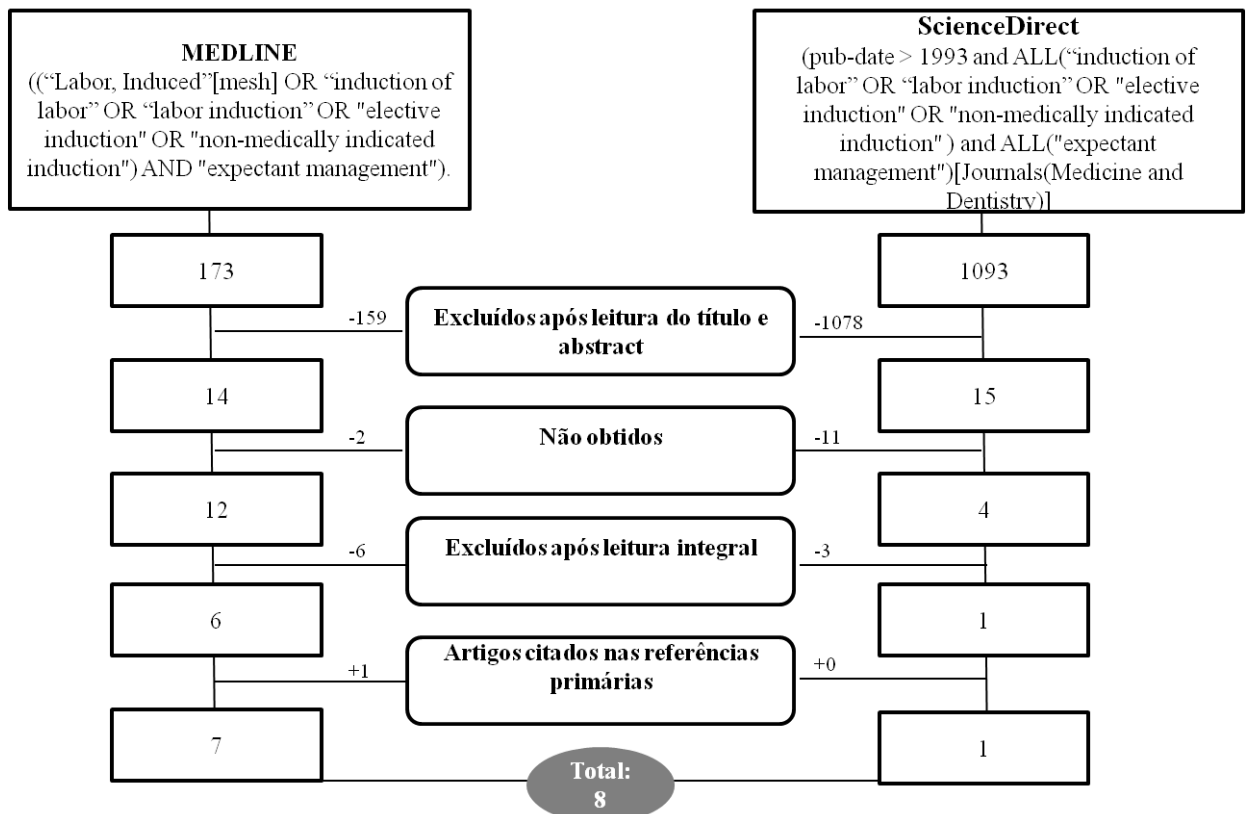 MEDLINE
((“Labor, Induced”[mesh] OR “induction of
labor” OR “labor induction” OR "elective
induction" OR "non-medically indicated
induction") AND "expectant management").
ScienceDirect
(pub-date > 1993 and ALL(“induction of
labor” OR “labor induction” OR "elective
induction" OR "non-medically indicated
induction" ) and ALL("expectant
management")[Journals(Medicine and
Dentistry)]
173
1093
-159
Excluídos após leitura do título e
abstract
-1078
14
15
-2
Não obtidos
-11
12
4
-6
Excluídos após leitura integral
-3
6
1
+1
Artigos citados nas referências
primárias
+0
7
1
Total:
8